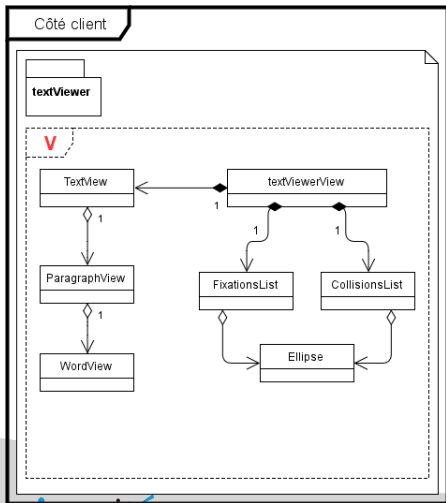 Côté client
textViewer
V
TextView
textViewerView
1
1
1
1
ParagraphView
FixationsList
CollisionsList
1
WordView
Ellipse